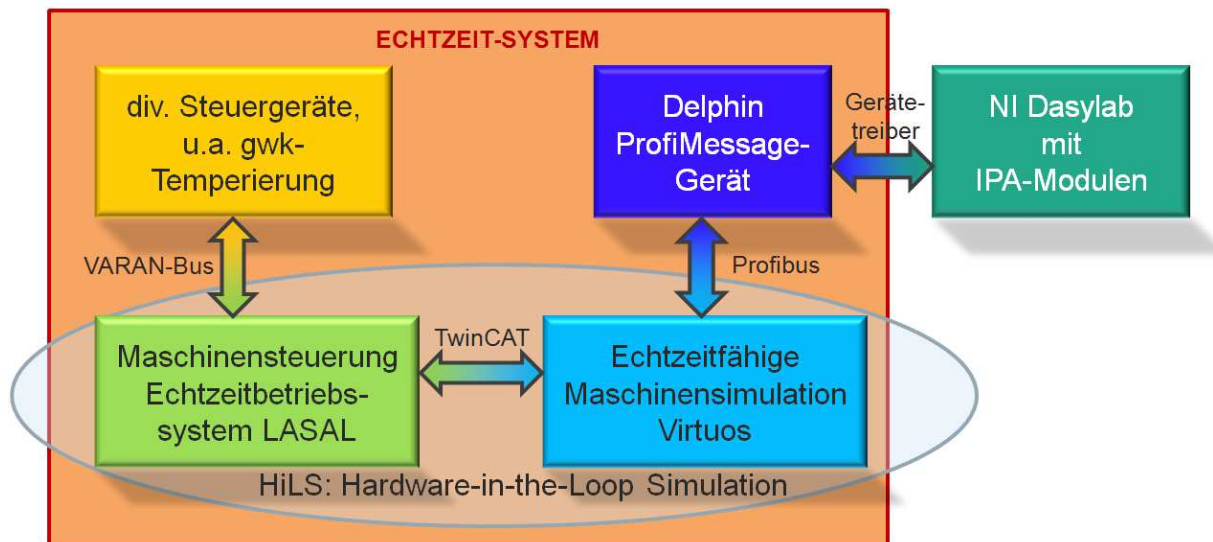 ECHTZEIT-SYSTEM
div. Steuergeräte,
u.a. gwk-
Temperierung
Delphin
ProfiMessage-
Gerät
Geräte-
treiber
NI Dasylab
mit
IPA-Modulen
VARAN-Bus
Profibus
Maschinensteuerung
Echtzeitbetriebs-
system LASAL
TwinCAT
Echtzeitfähige
Maschinensimulation
Virtuos
HiLS: Hardware-in-the-Loop Simulation